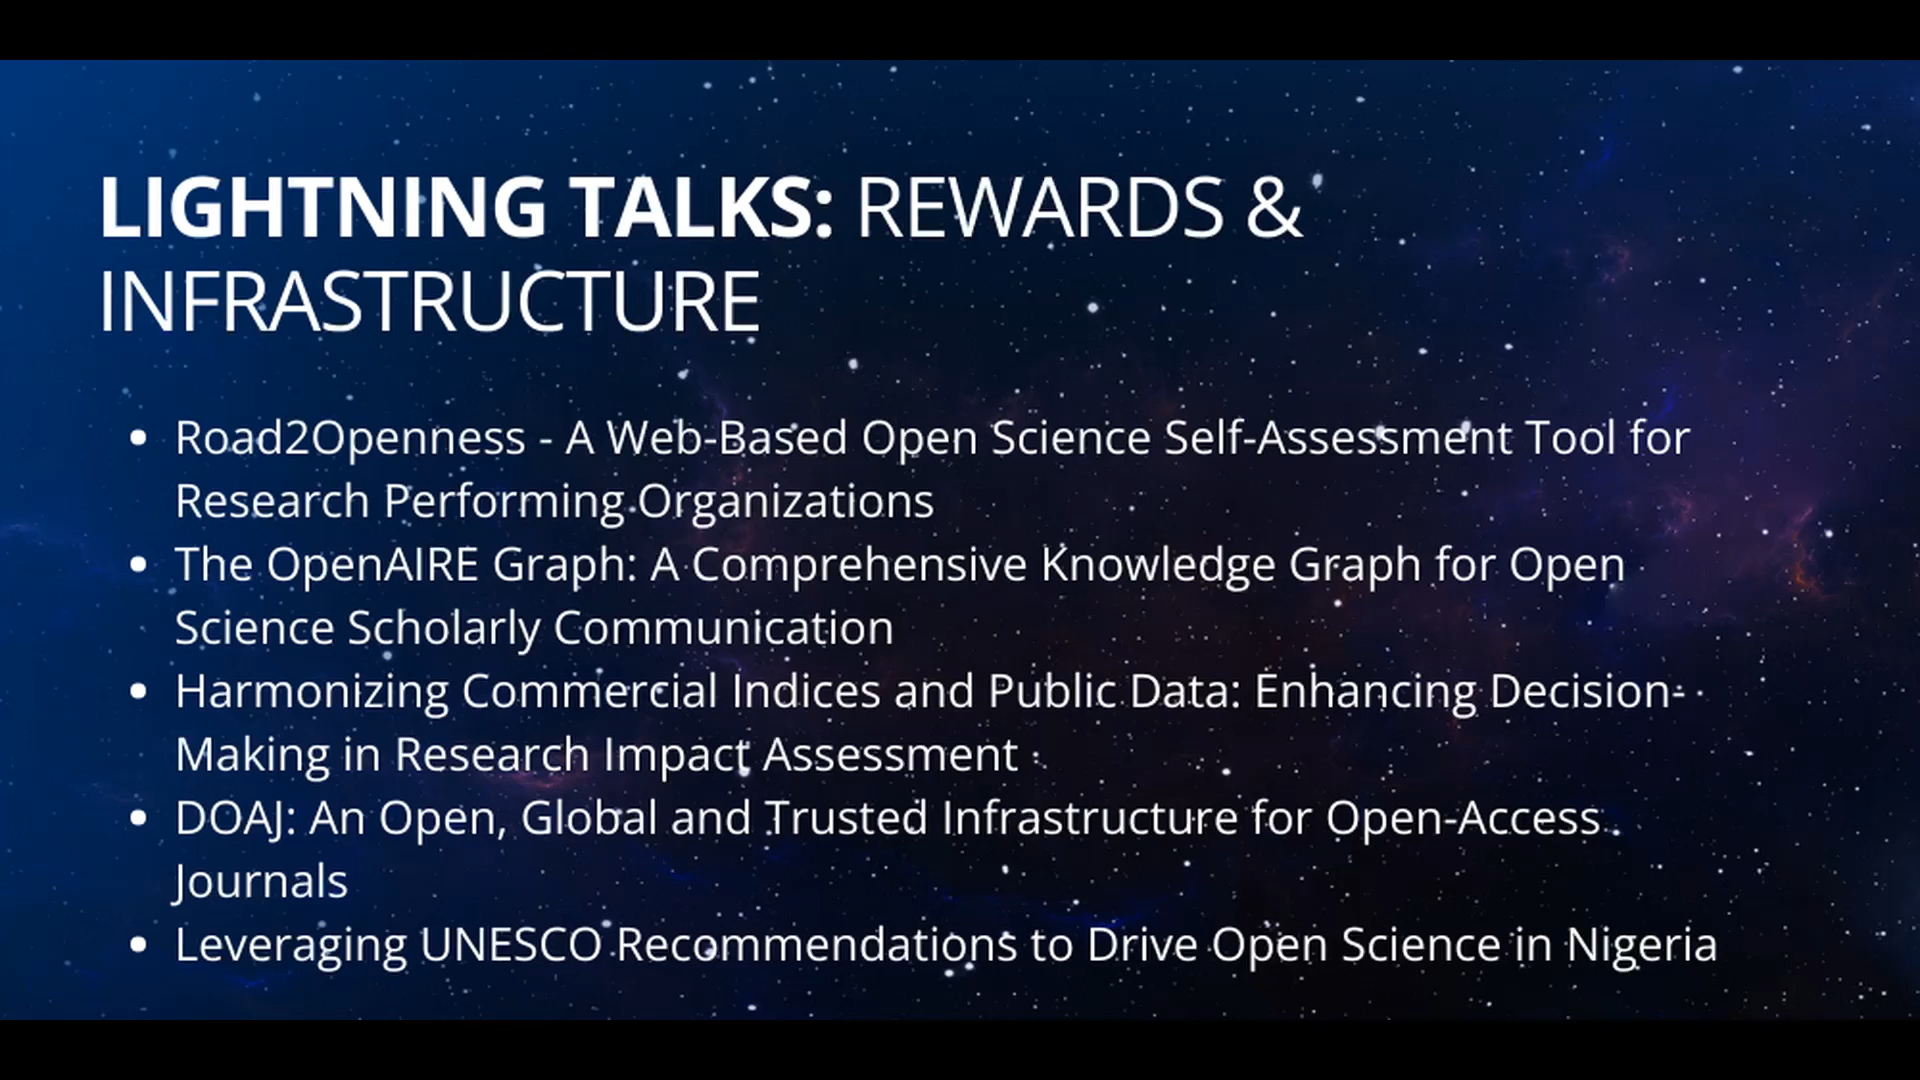 LIGHTNING TALKS: REWARDS &
INFRASTRUCTURE
• Road2Openness - A Web-Based Open Science Self-Assessment Tool for
Research Performing Organizations
• The OpenAIRE Graph: A Comprehensive Knowledge Graph for Open
Science Scholarly Communication
• Harmonizing Commercial Indices and Public Data: Enhancing Decision-
Making in Research Impact Assessment
• DOAJ: An Open, Global and Trusted Infrastructure for Open-Access
Journals
• Leveraging UNESCO Recommendations to Drive Open Science in Nigeria